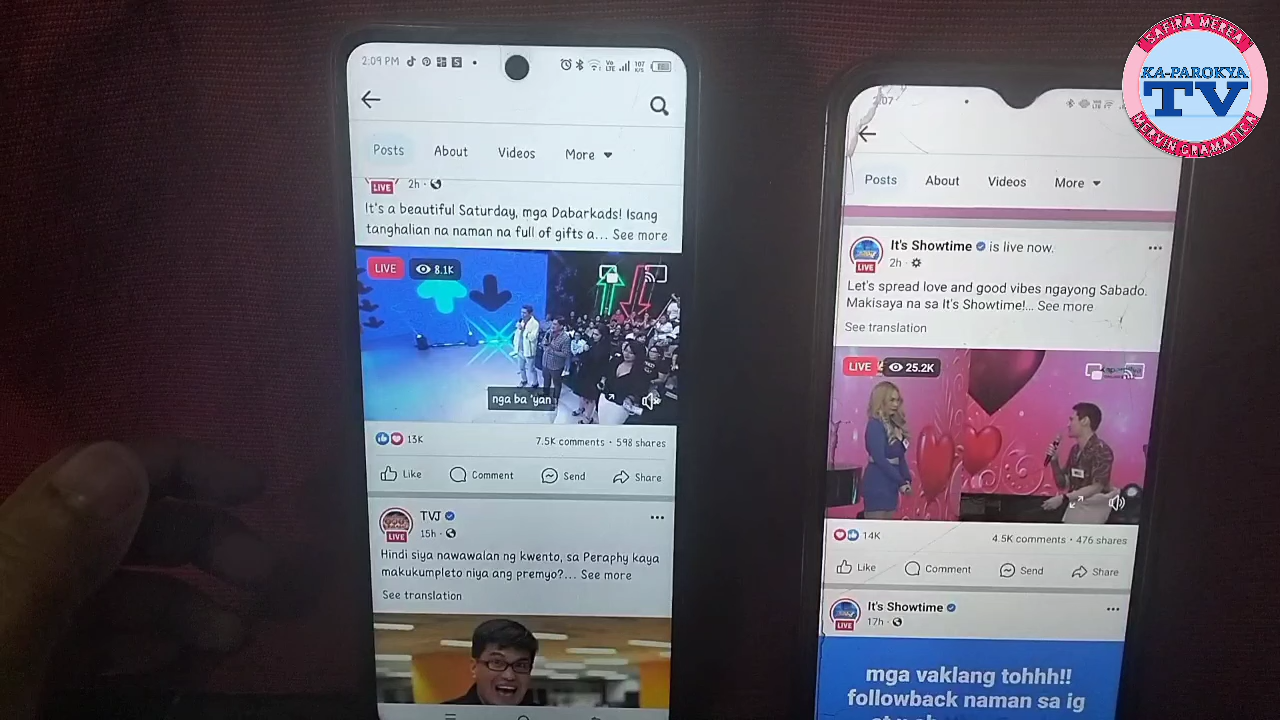 2:09 PM
107
K/S
Posts
About
Videos
More
LIVE
2h
It's a beautiful Saturday, mga Dabarkads! Isang
tanghalian na naman na full of gifts a... See more
LIVE
8.1K
nga ba 'yan
13K
7.5K comments • 598 shares
Like
Comment
Send
Share
TVJ
LIVE
15h
Hindi siya nawawalan ng kwento, sa Peraphy kaya
makukumpleto niya ang premyo?... See more
See translation
2:07
Posts
About
Videos
More
It's Showtime is live now.
LIVE
2h
Let's spread love and good vibes ngayong Sabado.
Makisaya na sa It's Showtime!... See more
See translation
LIVE
25.2K
14K
4.5K comments • 476 shares
Like
Comment
Send
Share
It's Showtime
LIVE
17h
mga vaklang tohhh!!
followback naman sa ig
SAFIRA MEREA
KA-PAROKYA
TV
MERVIN GRAMATICA